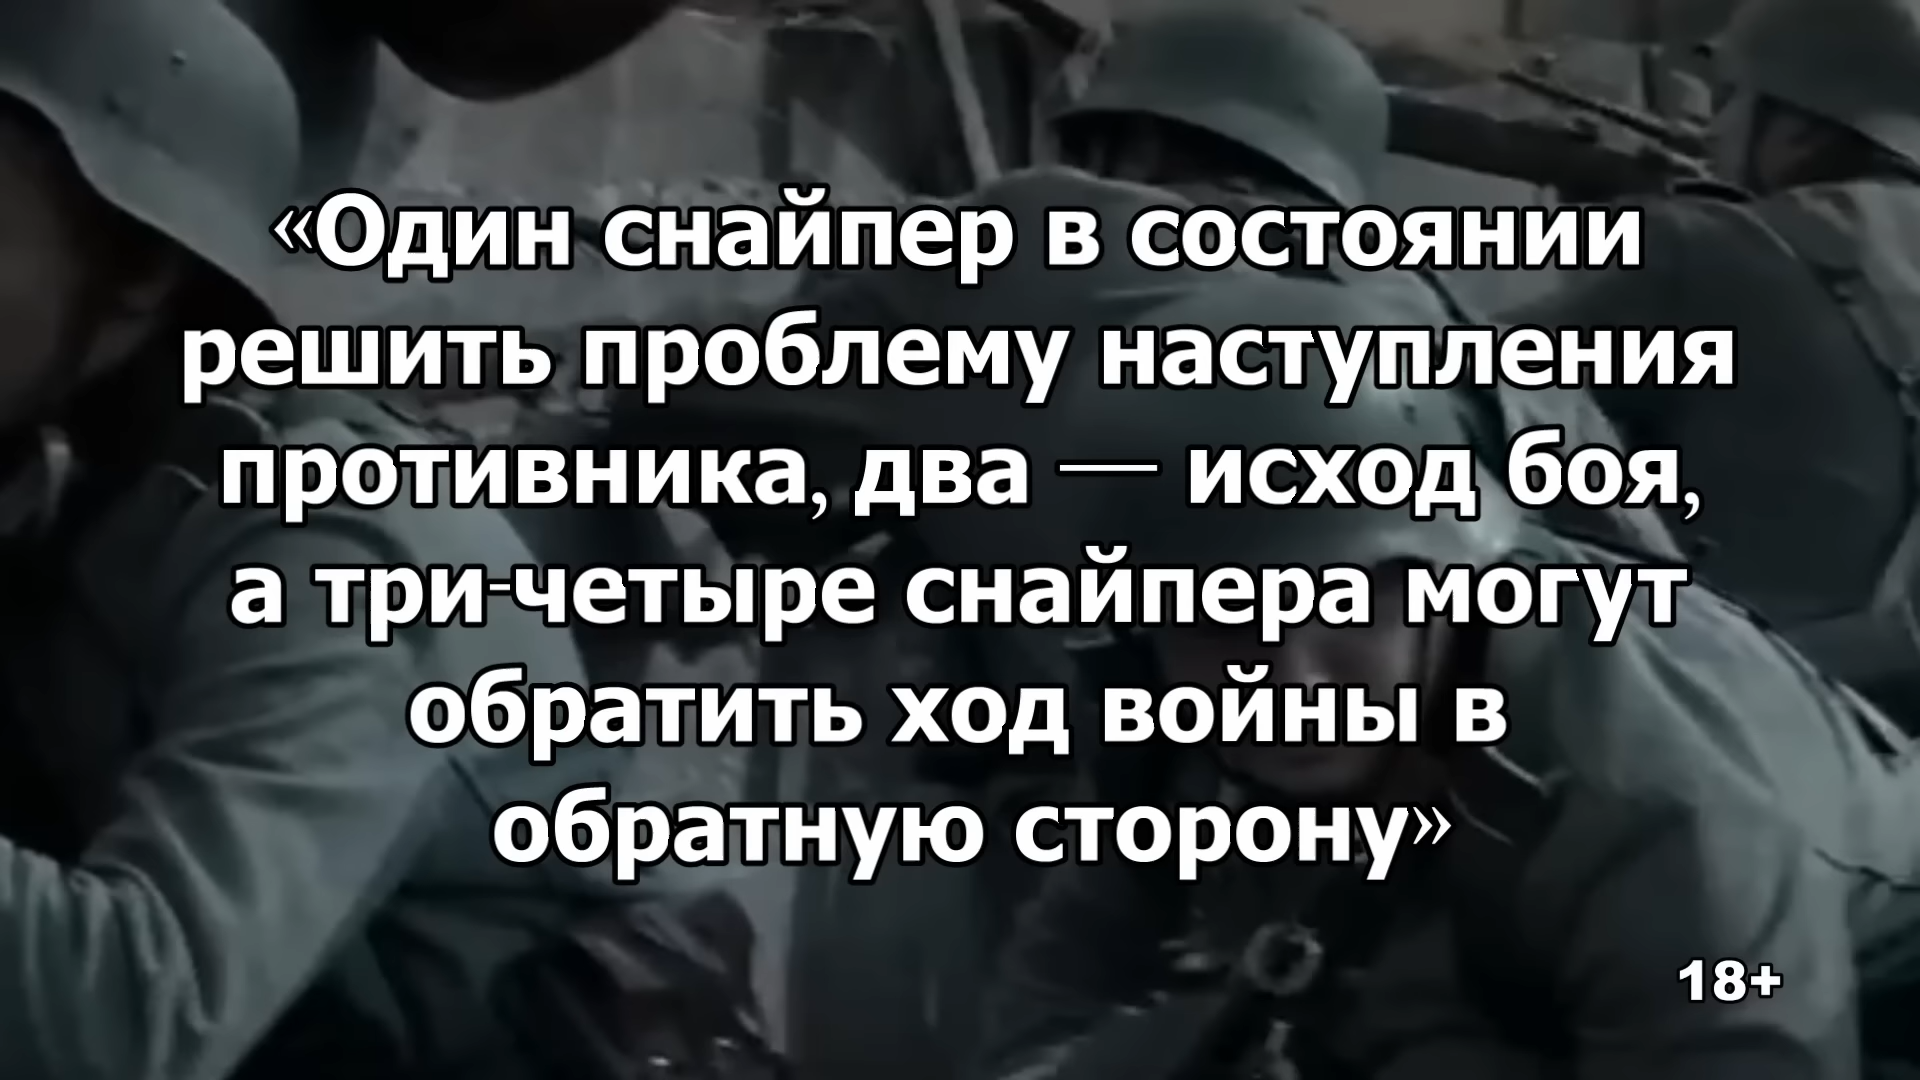 «Один снайпер в состоянии
решить проблему наступления
противника, два — исход боя,
а три-четыре снайпера могут
обратить ход войны в
обратную сторону»
18+